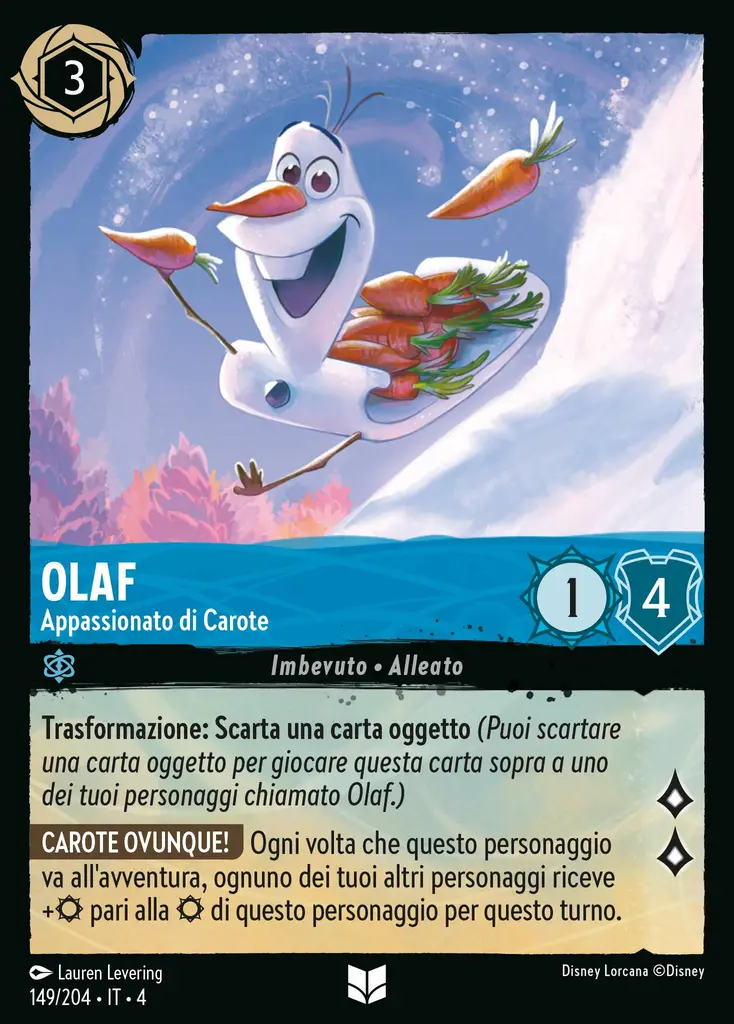 3
OLAF
Appassionato di Carote
1
4
Imbevuto • Alleato
Trasformazione: Scarta una carta oggetto (Puoi scartare
una carta oggetto per giocare questa carta sopra a uno
dei tuoi personaggi chiamato Olaf.)
CAROTE OVUNQUE! Ogni volta che questo personaggio
va all'avventura, ognuno dei tuoi altri personaggi riceve
+ pari alla di questo personaggio per questo turno.
Lauren Levering
Disney Lorcana ©Disney
149/204 • IT • 4